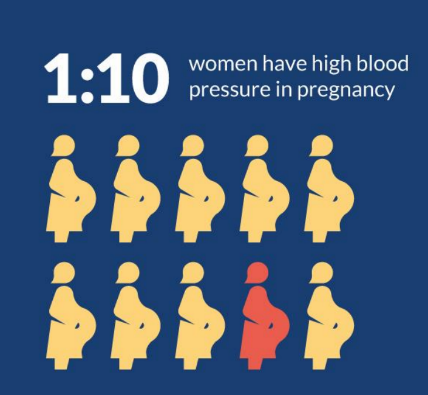 1:10
women have high blood
pressure in pregnancy